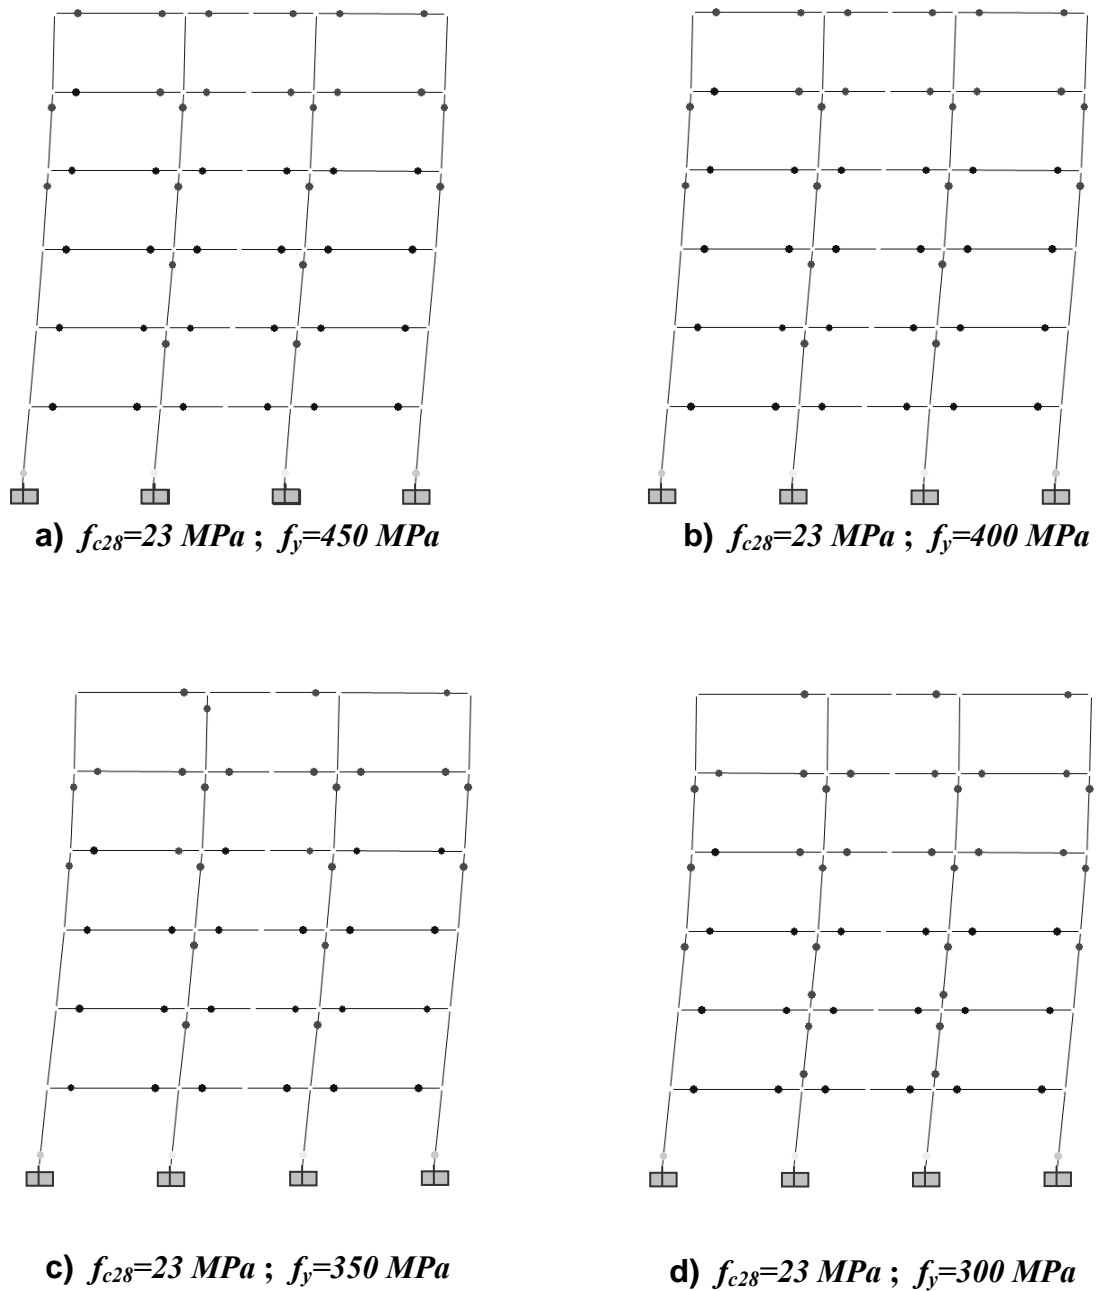 a) fc28=23 MPa ; fy=450 MPa
b) fc28=23 MPa ; fy=400 MPa
c) fc28=23 MPa ; fy=350 MPa
d) fc28=23 MPa ; fy=300 MPa